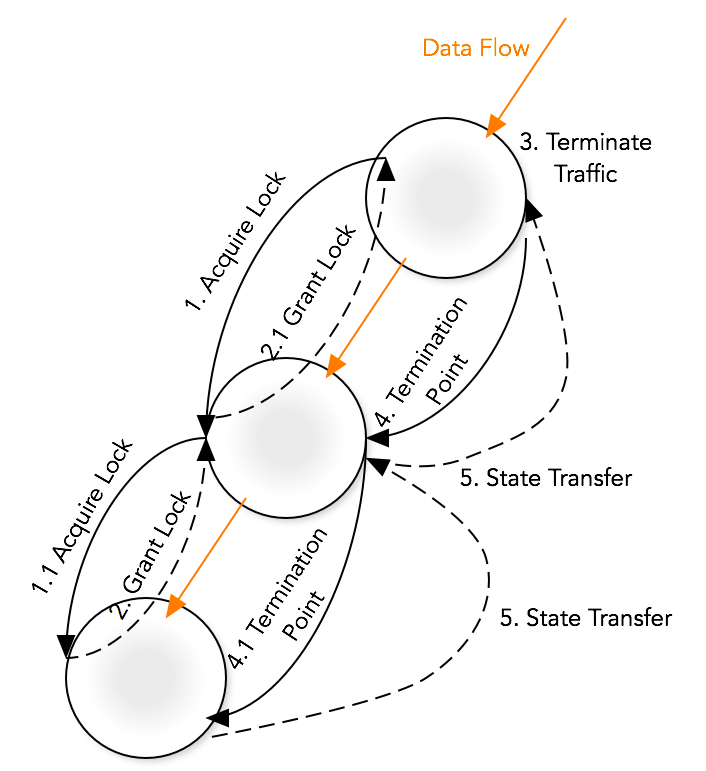 Data Flow
3. Terminate
Traffic
1. Acquire Lock
2.1 Grant Lock
4. Termination
Point
5. State Transfer
1.1 Acquire Lock
2. Grant Lock
4.1 Termination
Point
5. State Transfer